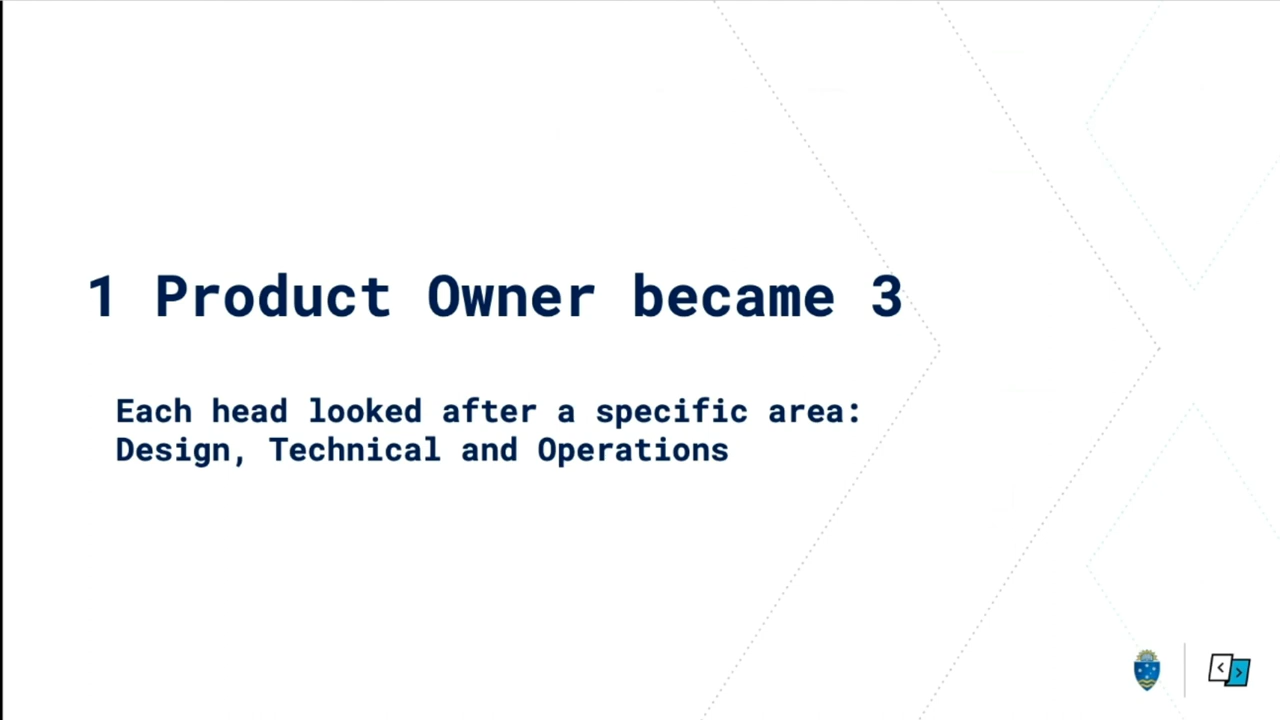 1 Product Owner became 3
Each head looked after a specific area:
Design, Technical and Operations